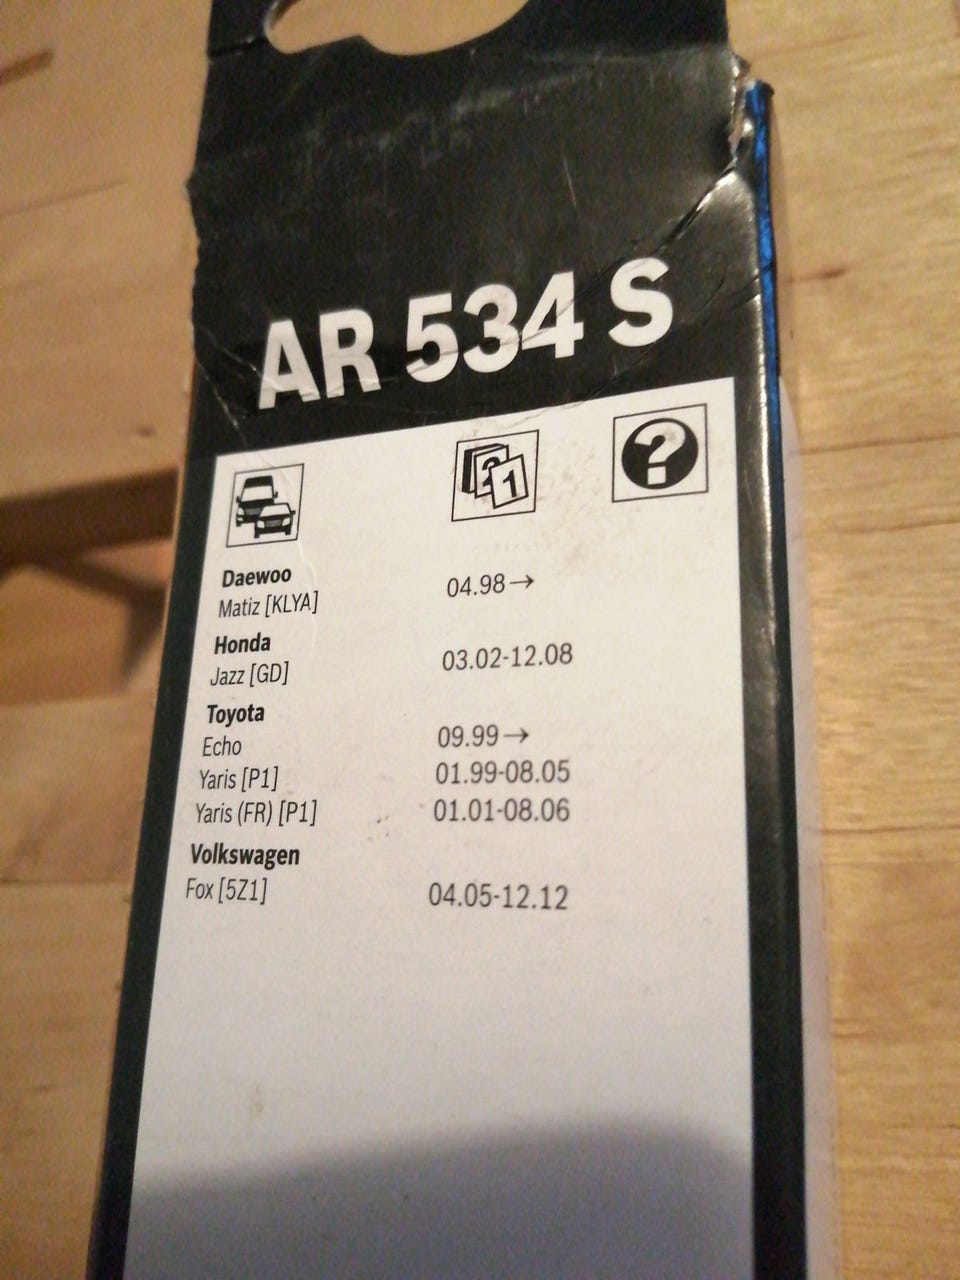 AR 534 S
2 1 ?
Daewoo
Matiz [KLYA] 04.98→
Honda
Jazz [GD] 03.02-12.08
Toyota
Echo 09.99→
Yaris [P1] 01.99-08.05
Yaris (FR) [P1] 01.01-08.06
Volkswagen
Fox [5Z1] 04.05-12.12